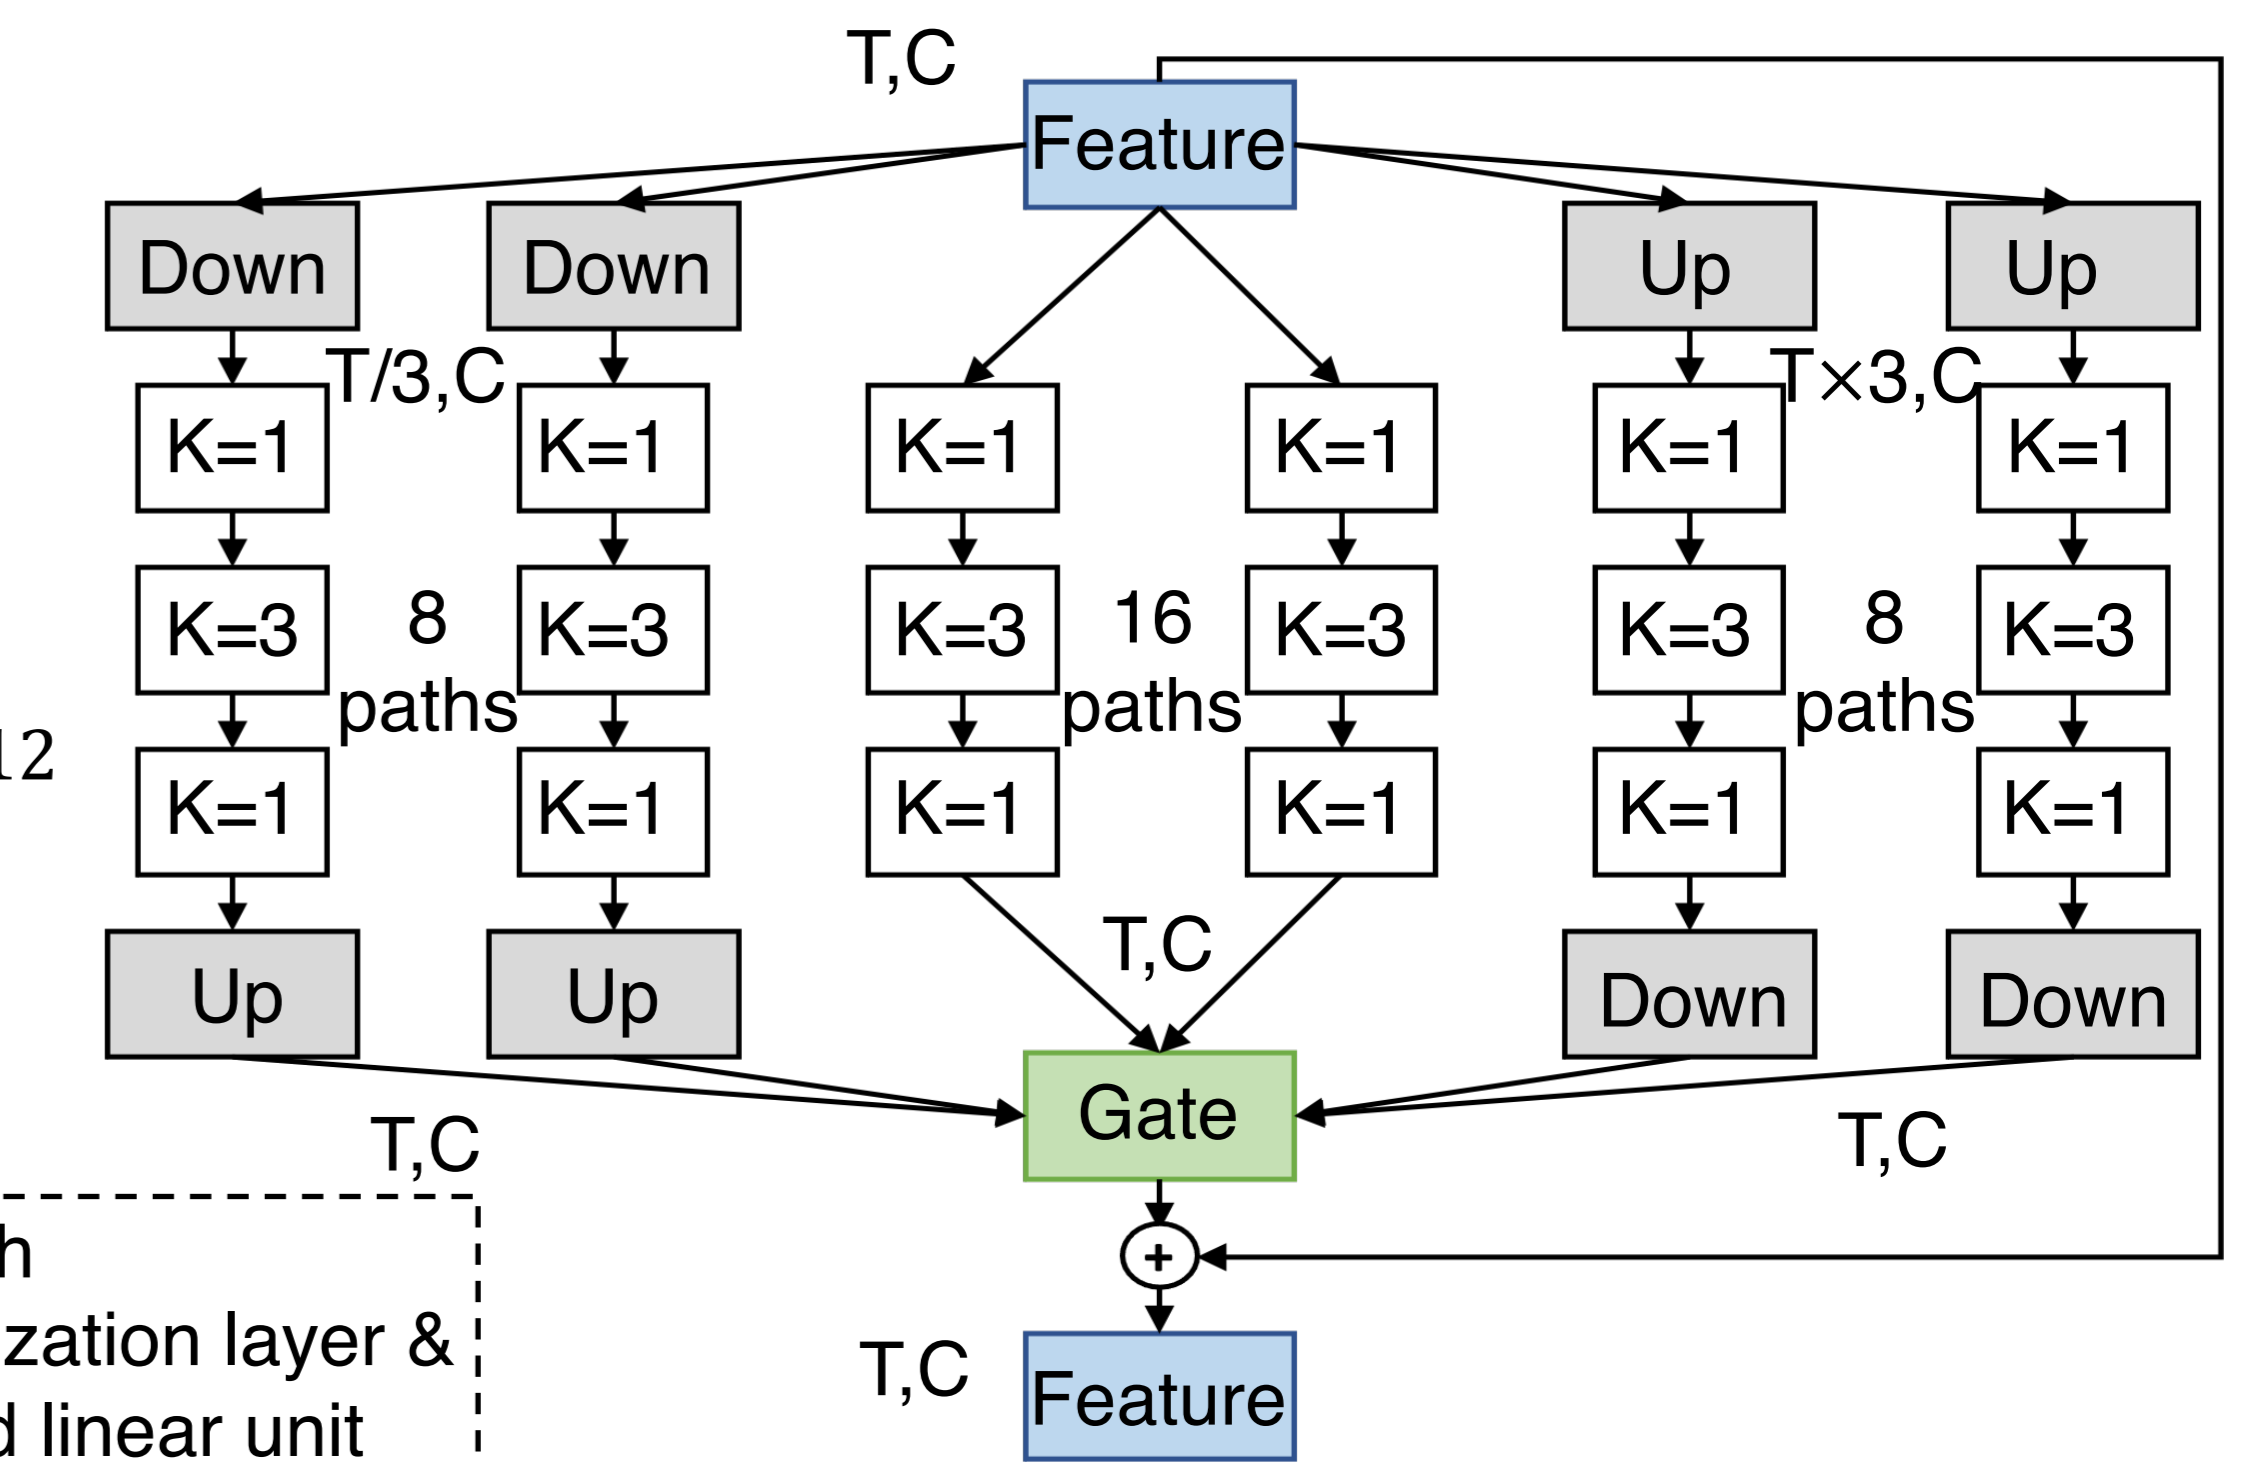 T,C
Feature
Down
Down
Up
Up
T/3,C
T×3,C
K=1
K=1
K=1
K=1
K=1
K=1
K=3
8
paths
K=3
K=3
16
paths
K=3
K=3
8
paths
K=3
12
K=1
K=1
K=1
K=1
K=1
K=1
T,C
Up
Up
Down
Down
Gate
T,C
T,C
+
T,C
Feature
h
zation layer &
d linear unit